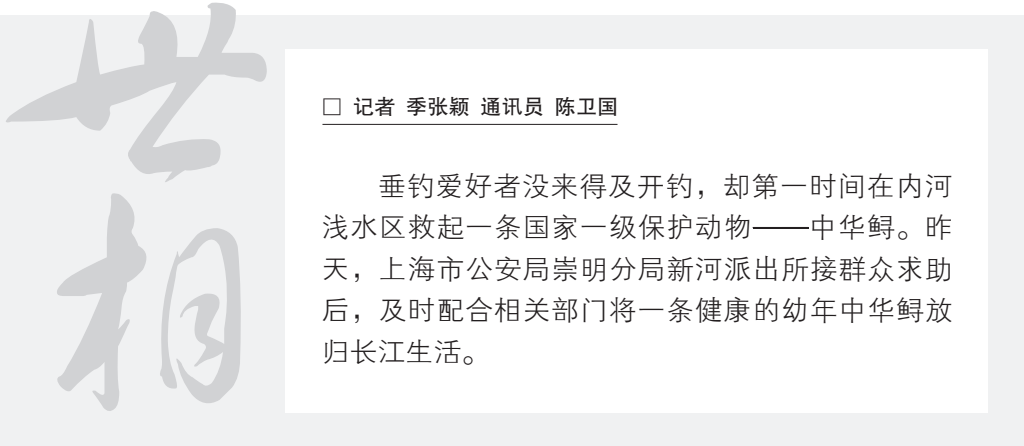 世相
□ 记者 季张颖 通讯员 陈卫国
垂钓爱好者没来得及开钓，却第一时间在内河
浅水区救起一条国家一级保护动物——中华鲟。昨
天，上海市公安局崇明分局新河派出所接群众求助
后，及时配合相关部门将一条健康的幼年中华鲟放
归长江生活。